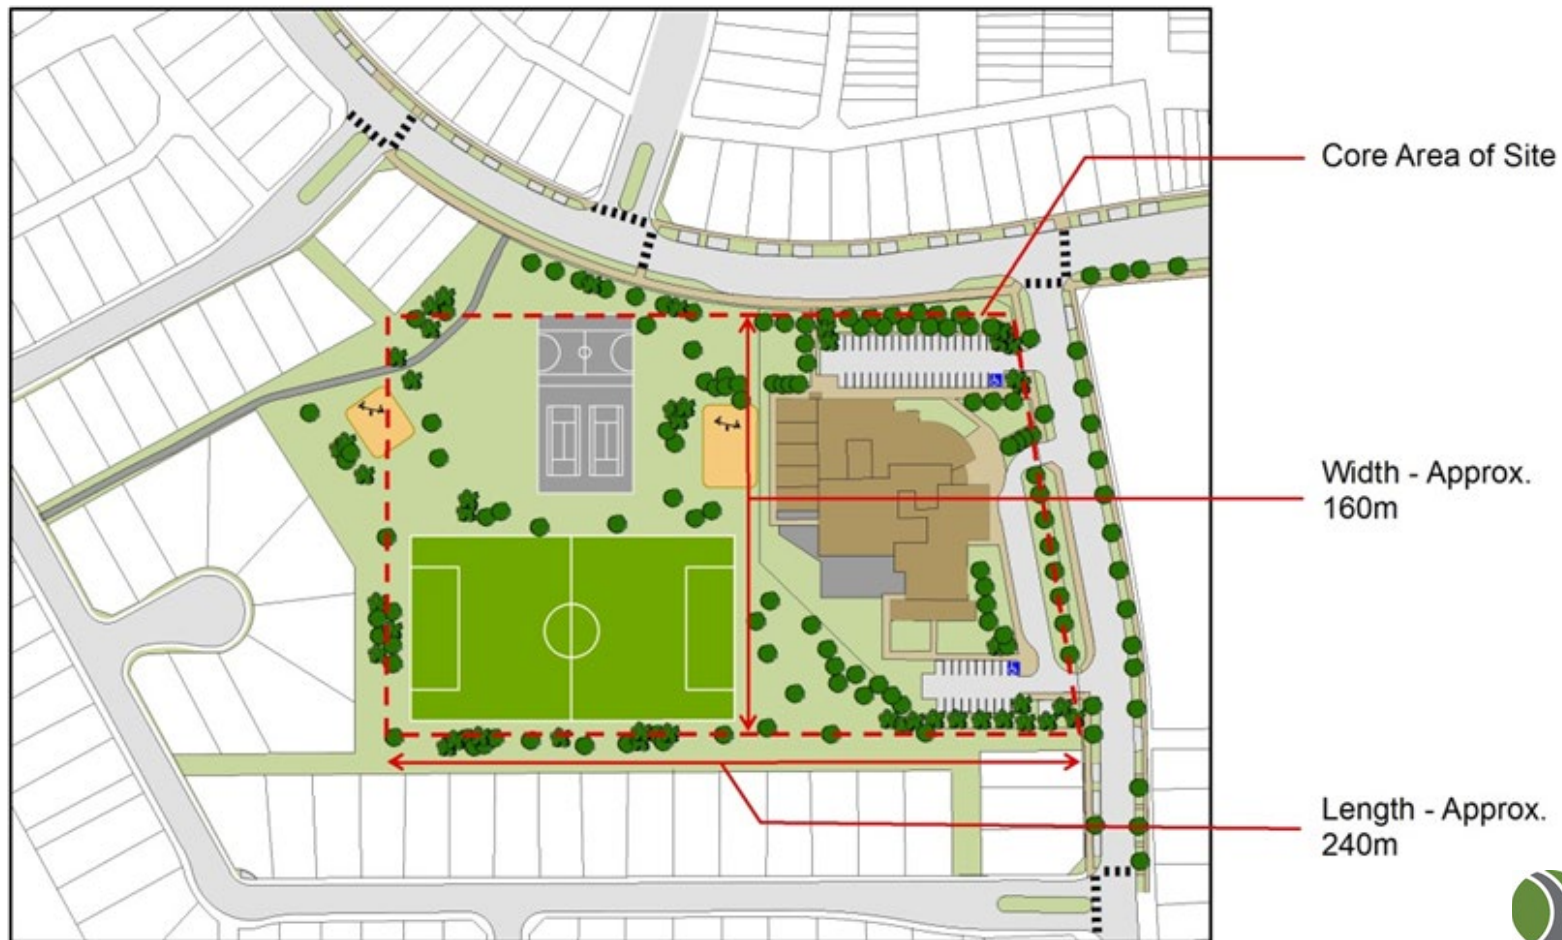 Core Area of Site
Width - Approx.
160m
Length - Approx.
240m